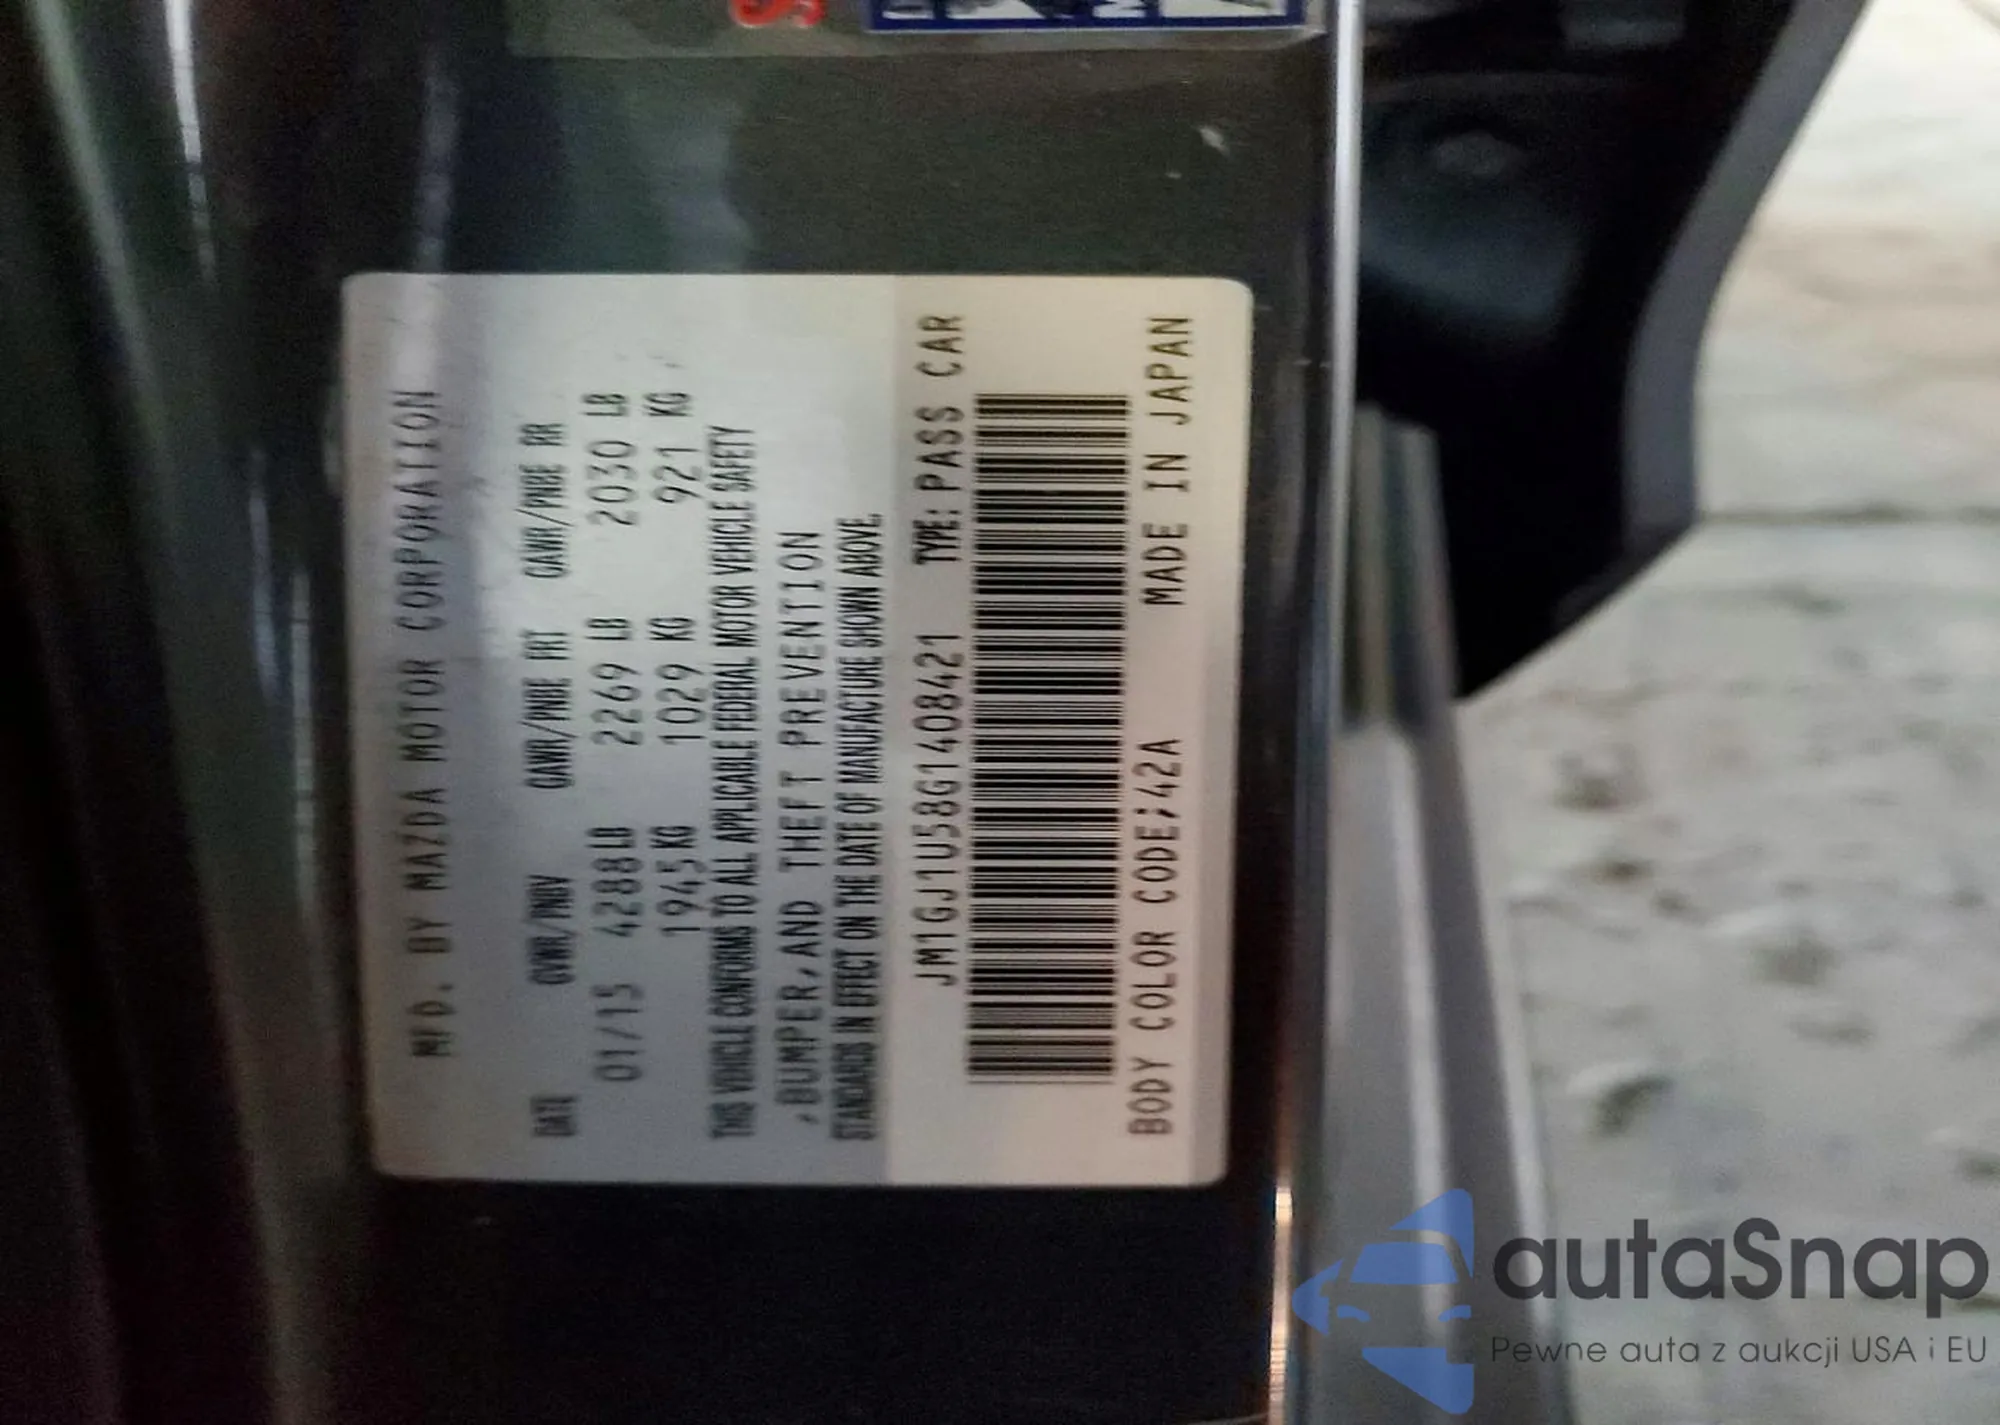 MFD. BY MAZDA MOTOR CORPORATION
DATE GVWR/PNBV GAWR/PNBE FRT GAWR/PNBE RR
01/15 4288LB 2269 LB 2030 LB
1945KG 1029 KG 921 KG
THIS VEHICLE CONFORMS TO ALL APPLICABLE FEDERAL MOTOR VEHICLE SAFETY
,BUMPER,AND THEFT PREVENTION
STANDARDS IN EFFECT ON THE DATE OF MANUFACTURE SHOWN ABOVE.
JM1GJ1U58G1408421 TYPE: PASS CAR
BODY COLOR CODE;42A MADE IN JAPAN
autaSnap
Pewne auta z aukcji USA i EU